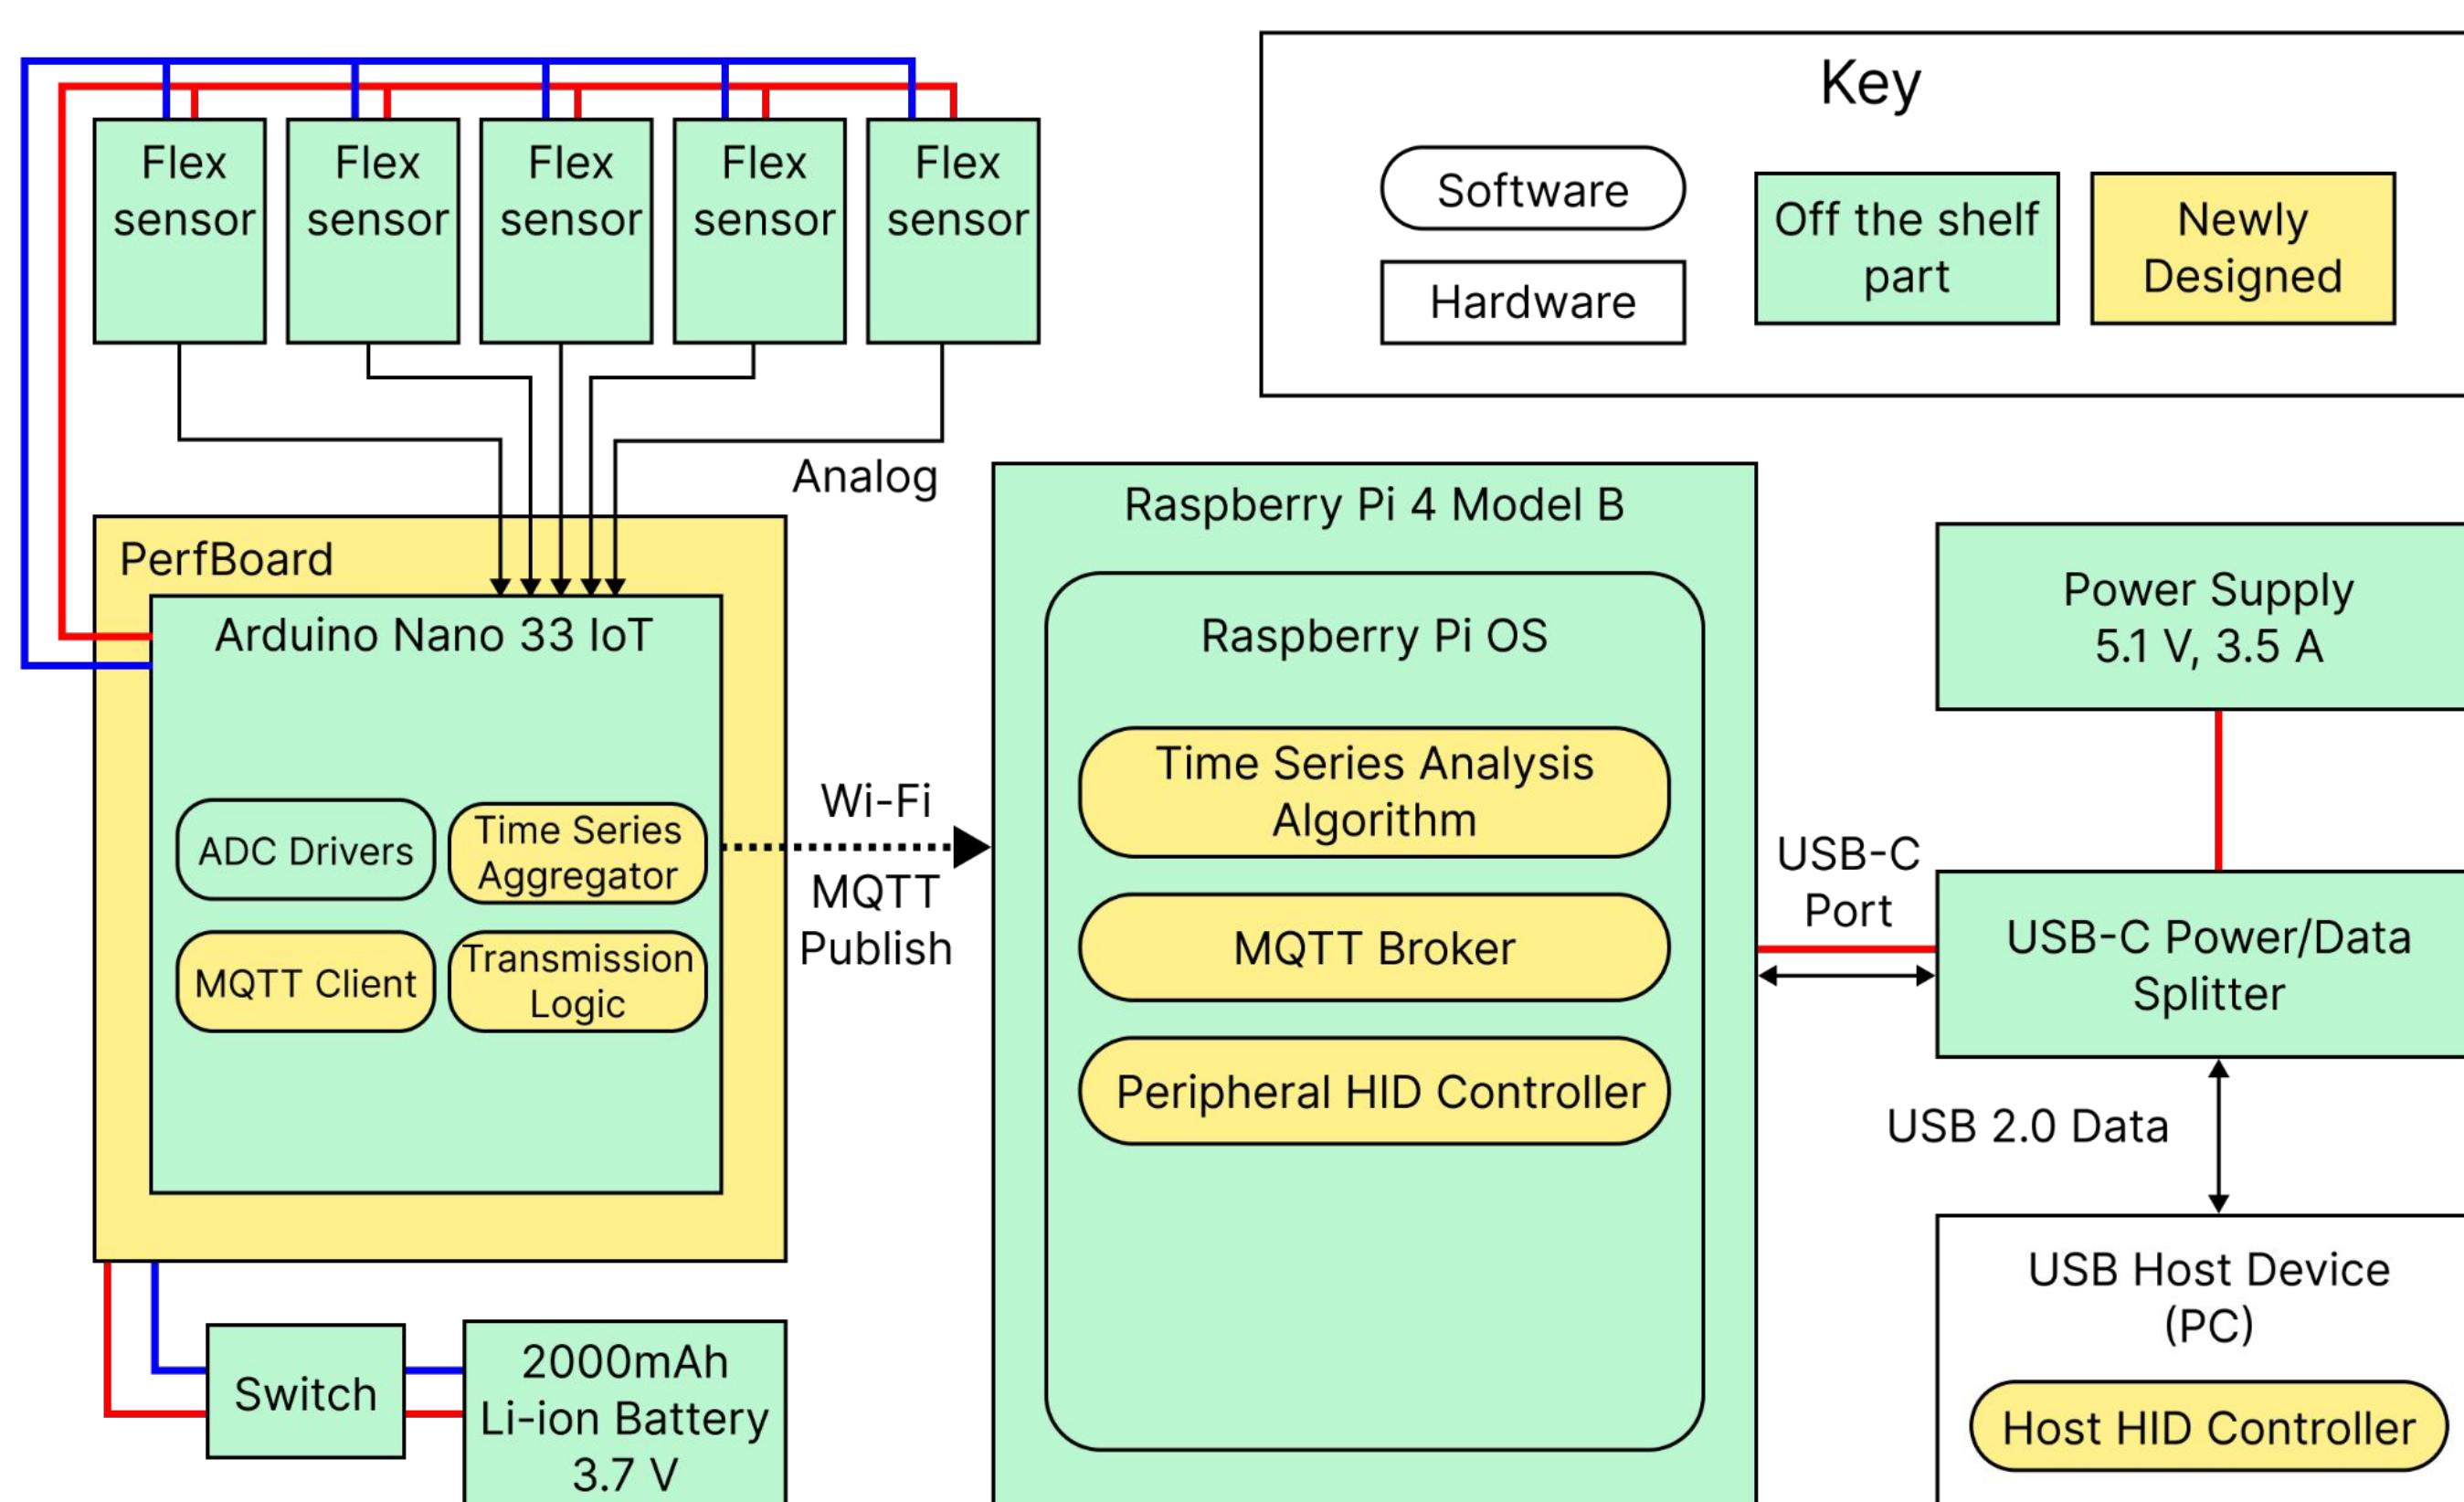 Key
Software
Hardware
Off the shelf
part
Newly
Designed
Flex
sensor
Flex
sensor
Flex
sensor
Flex
sensor
Flex
sensor
Analog
PerfBoard
Arduino Nano 33 IoT
ADC Drivers
Time Series
Aggregator
MQTT Client
Transmission
Logic
Wi-Fi
MQTT
Publish
Switch
2000mAh
Li-ion Battery
3.7 V
Raspberry Pi 4 Model B
Raspberry Pi OS
Time Series Analysis
Algorithm
MQTT Broker
Peripheral HID Controller
USB-C
Port
Power Supply
5.1 V, 3.5 A
USB-C Power/Data
Splitter
USB 2.0 Data
USB Host Device
(PC)
Host HID Controller